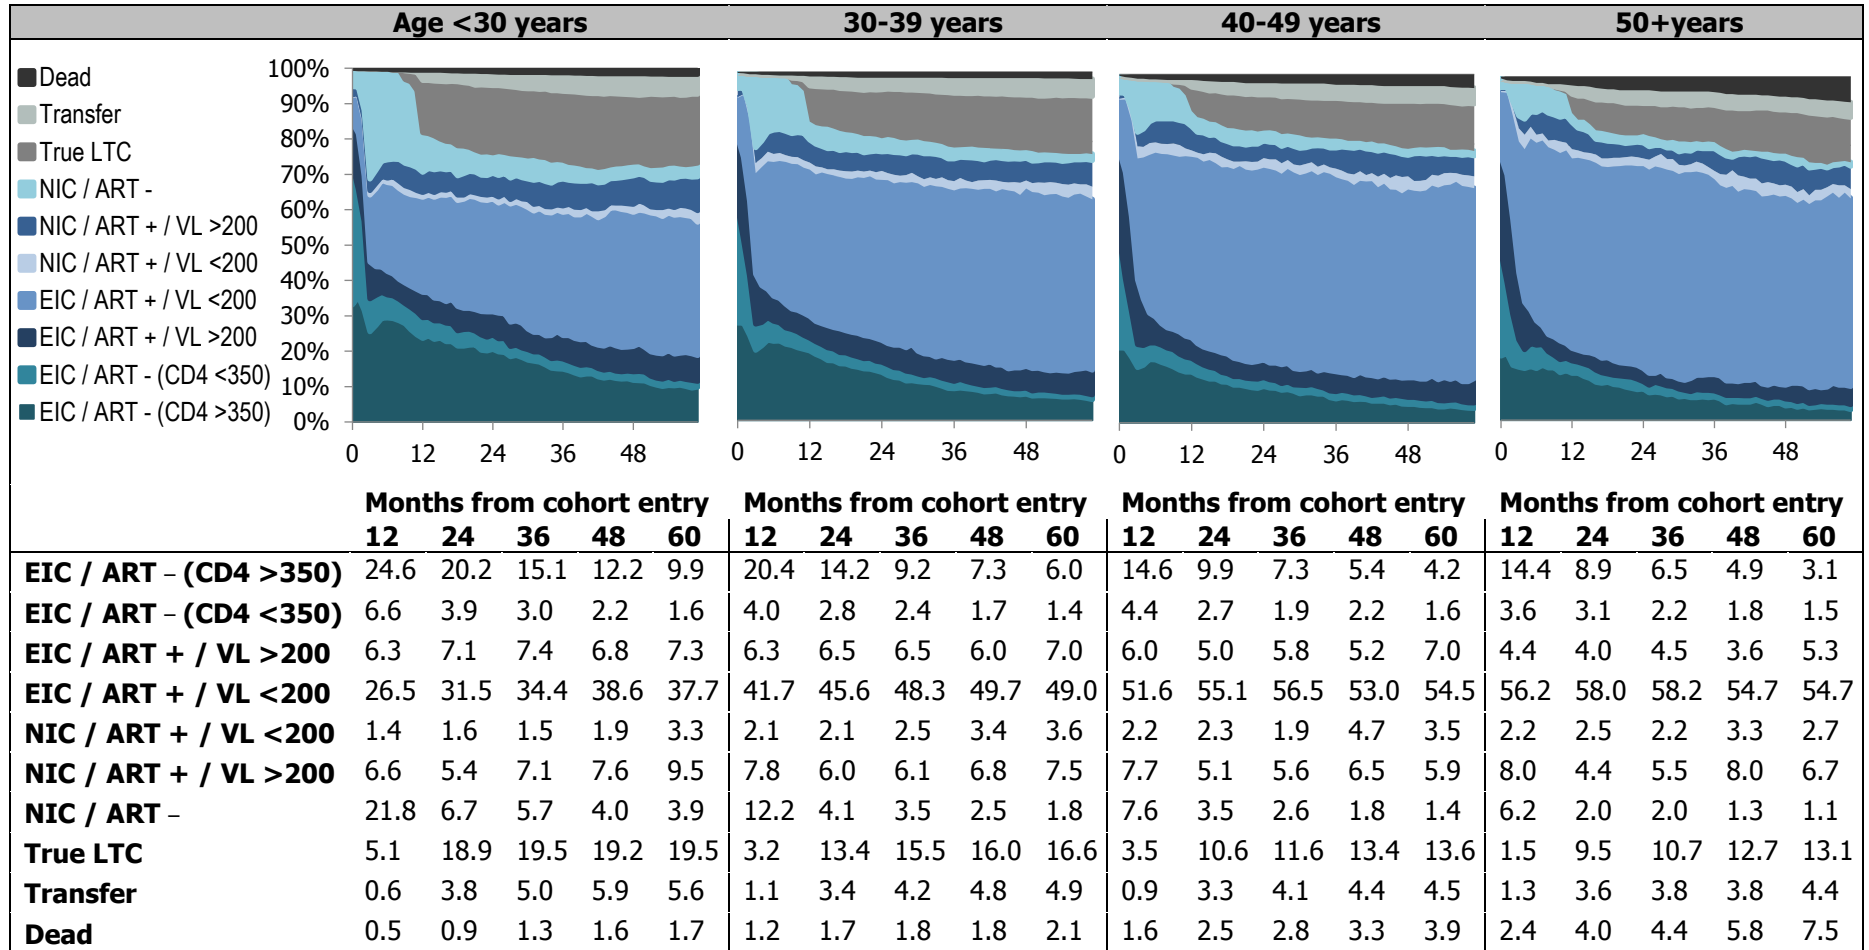 Age <30 years 30-39 years 40-49 years 50+years
Dead
Transfer
True LTC
NIC / ART -
NIC / ART + / VL >200
NIC / ART + / VL <200
EIC / ART + / VL <200
EIC / ART + / VL >200
EIC / ART - (CD4 <350)
EIC / ART - (CD4 >350)
100%
90%
80%
70%
60%
50%
40%
30%
20%
10%
0%
0 12 24 36 48 0 12 24 36 48 0 12 24 36 48 0 12 24 36 48
Months from cohort entry Months from cohort entry Months from cohort entry Months from cohort entry
12 24 36 48 60 12 24 36 48 60 12 24 36 48 60 12 24 36 48 60
EIC / ART – (CD4 >350) 24.6 20.2 15.1 12.2 9.9 20.4 14.2 9.2 7.3 6.0 14.6 9.9 7.3 5.4 4.2 14.4 8.9 6.5 4.9 3.1
EIC / ART – (CD4 <350) 6.6 3.9 3.0 2.2 1.6 4.0 2.8 2.4 1.7 1.4 4.4 2.7 1.9 2.2 1.6 3.6 3.1 2.2 1.8 1.5
EIC / ART + / VL >200 6.3 7.1 7.4 6.8 7.3 6.3 6.5 6.5 6.0 7.0 6.0 5.0 5.8 5.2 7.0 4.4 4.0 4.5 3.6 5.3
EIC / ART + / VL <200 26.5 31.5 34.4 38.6 37.7 41.7 45.6 48.3 49.7 49.0 51.6 55.1 56.5 53.0 54.5 56.2 58.0 58.2 54.7 54.7
NIC / ART + / VL <200 1.4 1.6 1.5 1.9 3.3 2.1 2.1 2.5 3.4 3.6 2.2 2.3 1.9 4.7 3.5 2.2 2.5 2.2 3.3 2.7
NIC / ART + / VL >200 6.6 5.4 7.1 7.6 9.5 7.8 6.0 6.1 6.8 7.5 7.7 5.1 5.6 6.5 5.9 8.0 4.4 5.5 8.0 6.7
NIC / ART – 21.8 6.7 5.7 4.0 3.9 12.2 4.1 3.5 2.5 1.8 7.6 3.5 2.6 1.8 1.4 6.2 2.0 2.0 1.3 1.1
True LTC 5.1 18.9 19.5 19.2 19.5 3.2 13.4 15.5 16.0 16.6 3.5 10.6 11.6 13.4 13.6 1.5 9.5 10.7 12.7 13.1
Transfer 0.6 3.8 5.0 5.9 5.6 1.1 3.4 4.2 4.8 4.9 0.9 3.3 4.1 4.4 4.5 1.3 3.6 3.8 3.8 4.4
Dead 0.5 0.9 1.3 1.6 1.7 1.2 1.7 1.8 1.8 2.1 1.6 2.5 2.8 3.3 3.9 2.4 4.0 4.4 5.8 7.5